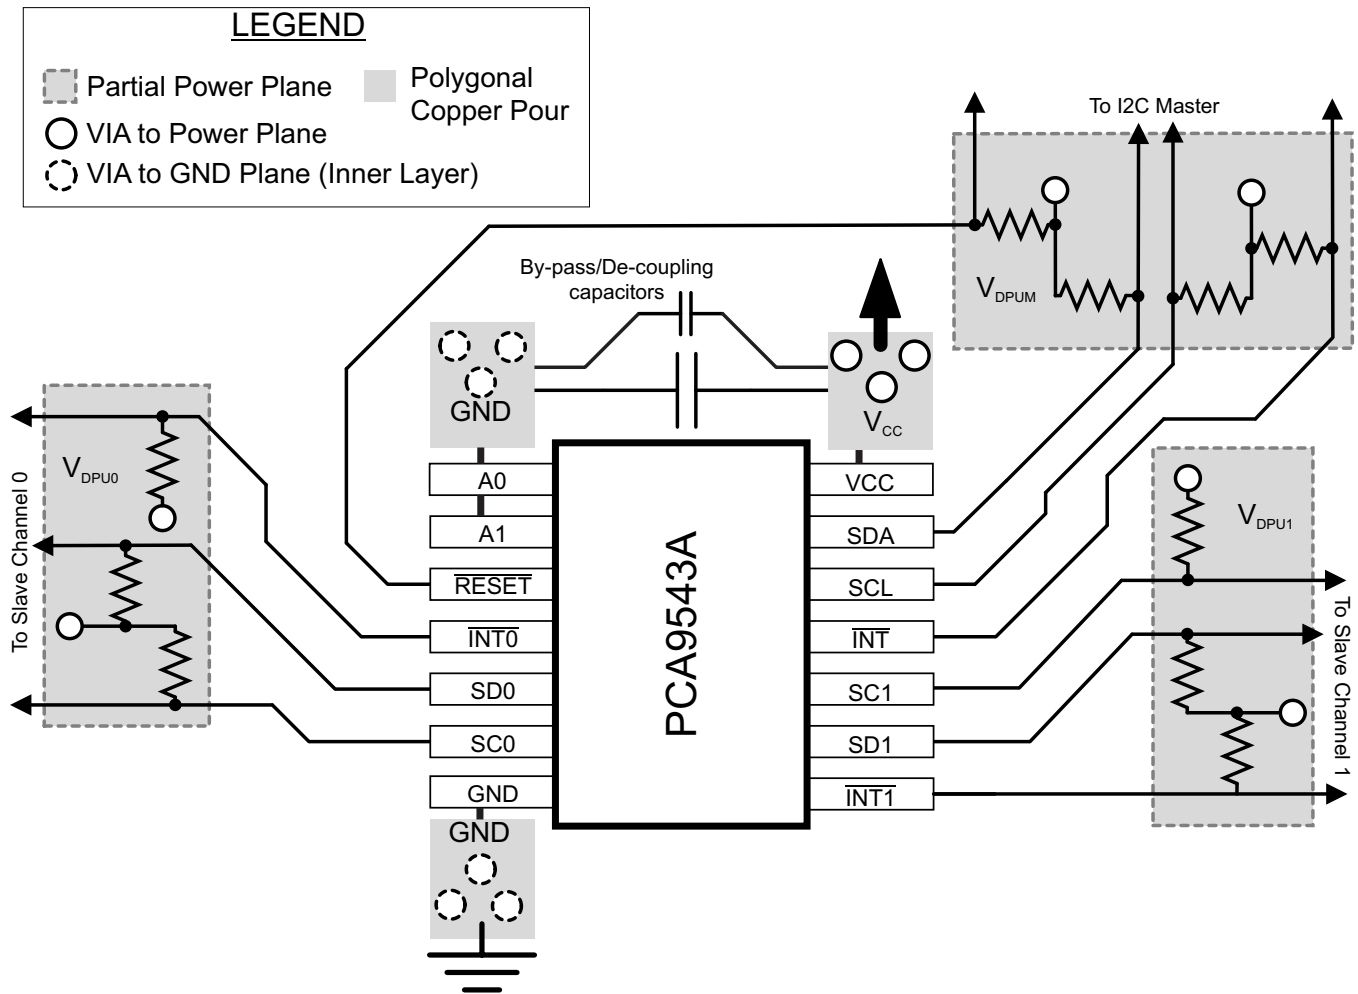 LEGEND
Partial Power Plane
Polygonal
Copper Pour
VIA to Power Plane
VIA to GND Plane (Inner Layer)
To I2C Master
By-pass/De-coupling
capacitors
VDPUM
GND
VCC
VDPU0
To Slave Channel 0
A0
A1
RESET
INT0
SD0
SC0
GND
GND
PCA9543A
VCC
SDA
SCL
INT
SC1
SD1
INT1
VDPU1
To Slave Channel 1